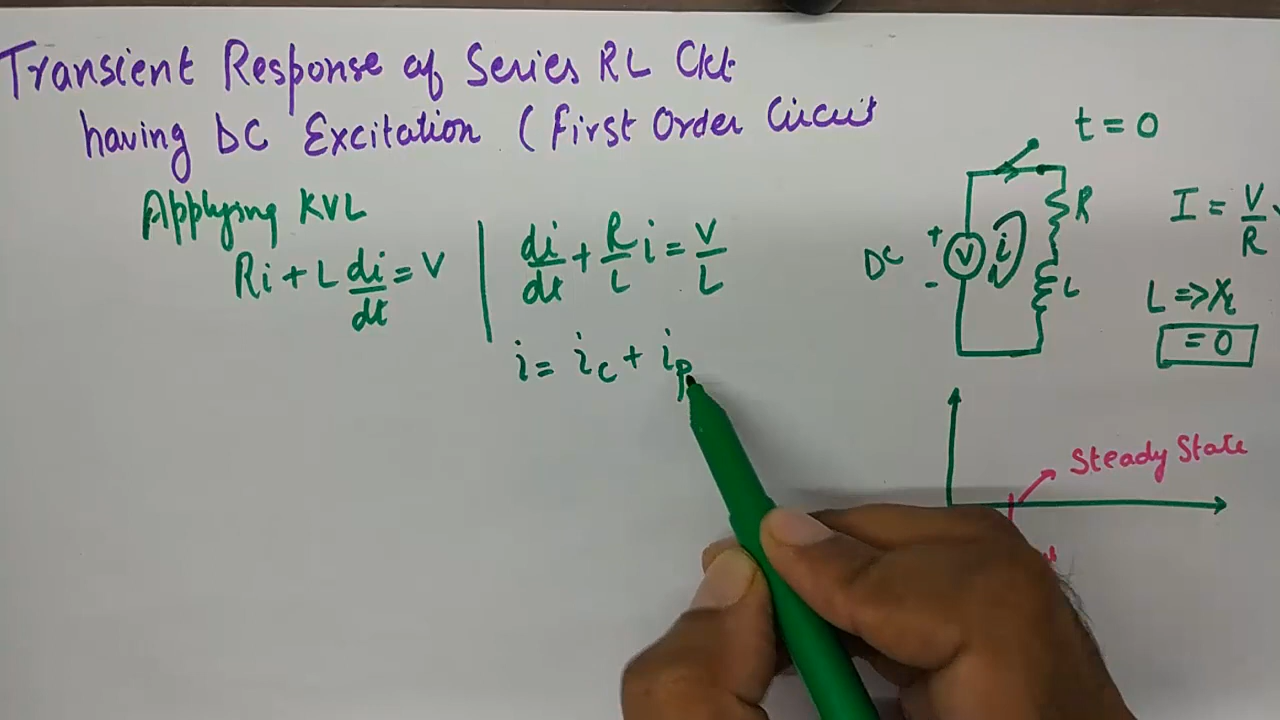 Transient Response of Series RL Ckt
having DC Excitation (First Order Circuit
Applying KVL
Ri + L di/dt = V | di/dt + R/L i = V/L
i = ic + ip
t = 0
R
I = V/R
DC + V - i
L
L => XL
= 0
Steady State